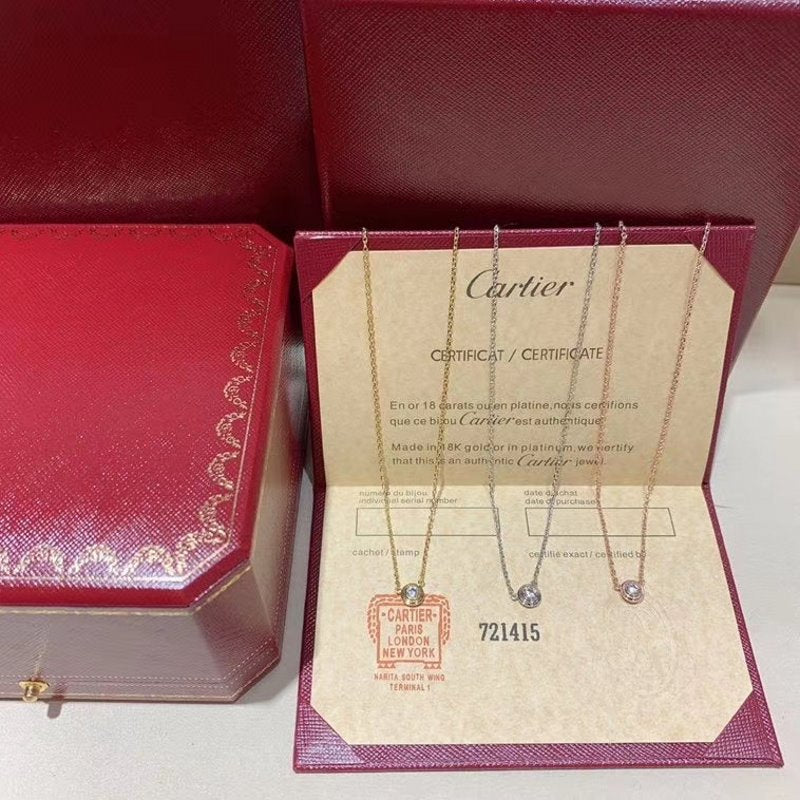 Cartier
CERTIFICAT / CERTIFICATE
En or 18 carats ou en platine, nous certifions
que ce bijou Cartier est authentique.
Made in 18K gold or in platinum, we certify
that this is an authentic Cartier jewel.
numéro du bijou
individual serial number
date d'achat
date of purchase
cachet / stamp
certifié exact / certified by
-CARTIER-
PARIS
LONDON
NEW YORK
NARITA SOUTH WING
TERMINAL 1
721415